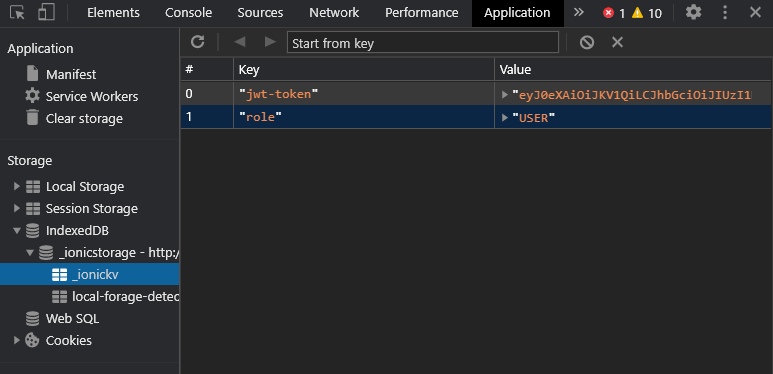 Elements Console Sources Network Performance Application » 1 10
Application
Manifest
Service Workers
Clear storage
Storage
Local Storage
Session Storage
IndexedDB
_ionicstorage - http:/
_ionickv
local-forage-detec
Web SQL
Cookies
Start from key
# Key Value
0 "jwt-token" "eyJ0eXAiOiJKV1QiLCJhbGciOiJIUzI1
1 "role" "USER"